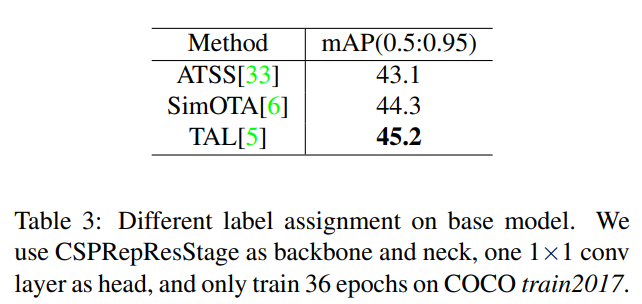 Method mAP(0.5:0.95)
ATSS[33] 43.1
SimOTA[6] 44.3
TAL[5] 45.2
Table 3: Different label assignment on base model. We
use CSPRepResStage as backbone and neck, one 1×1 conv
layer as head, and only train 36 epochs on COCO train2017.